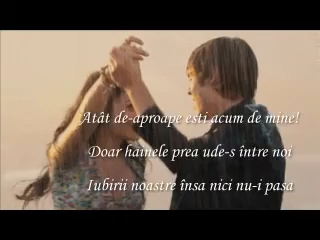 Atât de-aproape esti acum de mine!
Doar hainele prea ude-s între noi
Iubirii noastre însa nici nu-i pasa